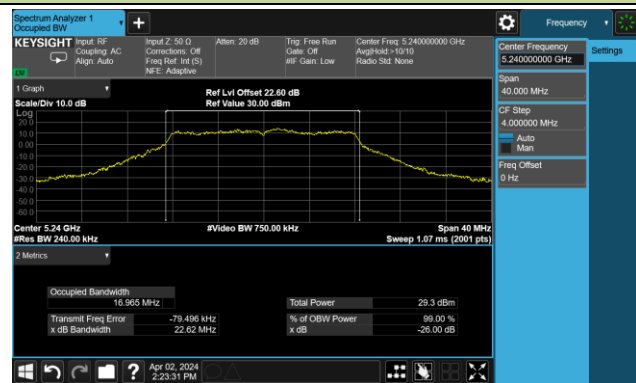 Spectrum Analyzer 1
Occupied BW
Frequency
KEYSIGHT
Input: RF
Coupling: AC
Align: Auto
Input Z: 50 Ω
Corrections: Off
Freq Ref: Int (S)
NFE: Adaptive
Atten: 20 dB
Trig: Free Run
Gate: Off
#IF Gain: Low
Center Freq: 5.240000000 GHz
Avg|Hold:>10/10
Radio Std: None
LXI
Center Frequency
5.240000000 GHz
Settings
Span
40.000 MHz
CF Step
4.000000 MHz
Auto
Man
Freq Offset
0 Hz
1 Graph
Scale/Div 10.0 dB
Ref Lvl Offset 22.60 dB
Ref Value 30.00 dBm
Log
20.0
10.0
0.00
-10.0
-20.0
-30.0
-40.0
-50.0
-60.0
Center 5.24 GHz
#Video BW 750.00 kHz
Span 40 MHz
#Res BW 240.00 kHz
Sweep 1.07 ms (2001 pts)
2 Metrics
Occupied Bandwidth
16.965 MHz
Total Power 29.3 dBm
Transmit Freq Error -79.496 kHz
% of OBW Power 99.00 %
x dB Bandwidth 22.62 MHz
x dB -26.00 dB
?
Apr 02, 2024
2:23:31 PM